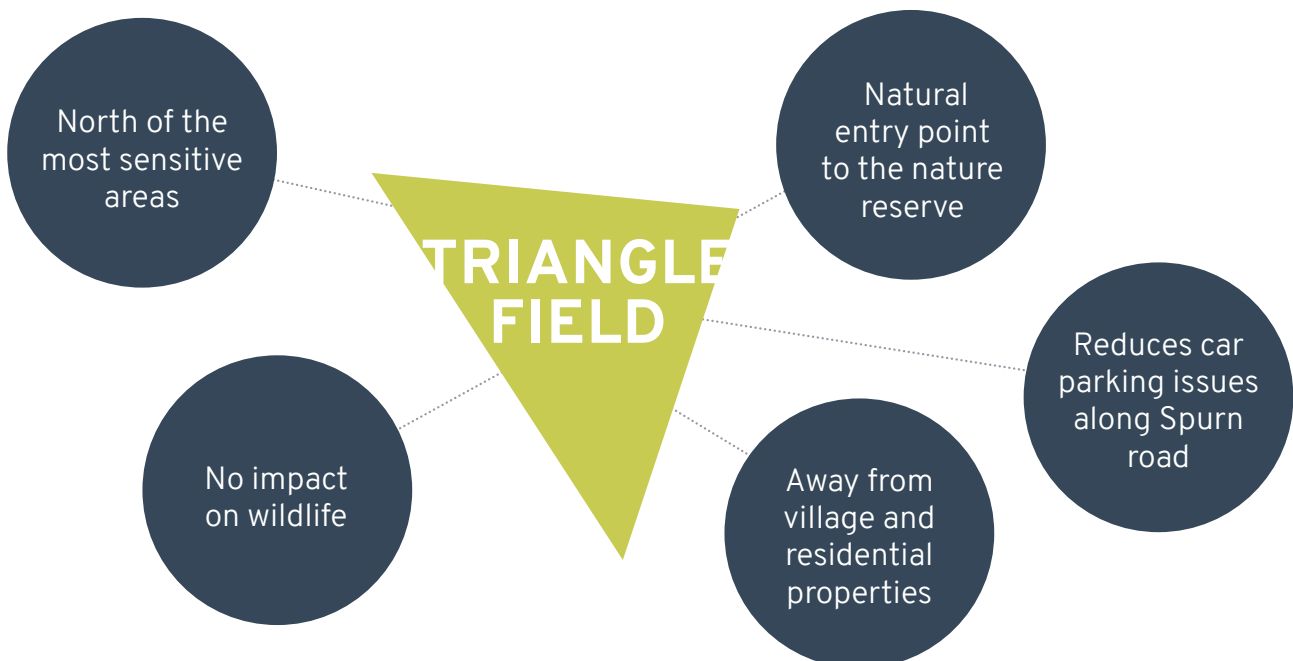 North of the
most sensitive
areas
Natural
entry point
to the nature
reserve
TRIANGLE
FIELD
Reduces car
parking issues
along Spurn
road
No impact
on wildlife
Away from
village and
residential
properties